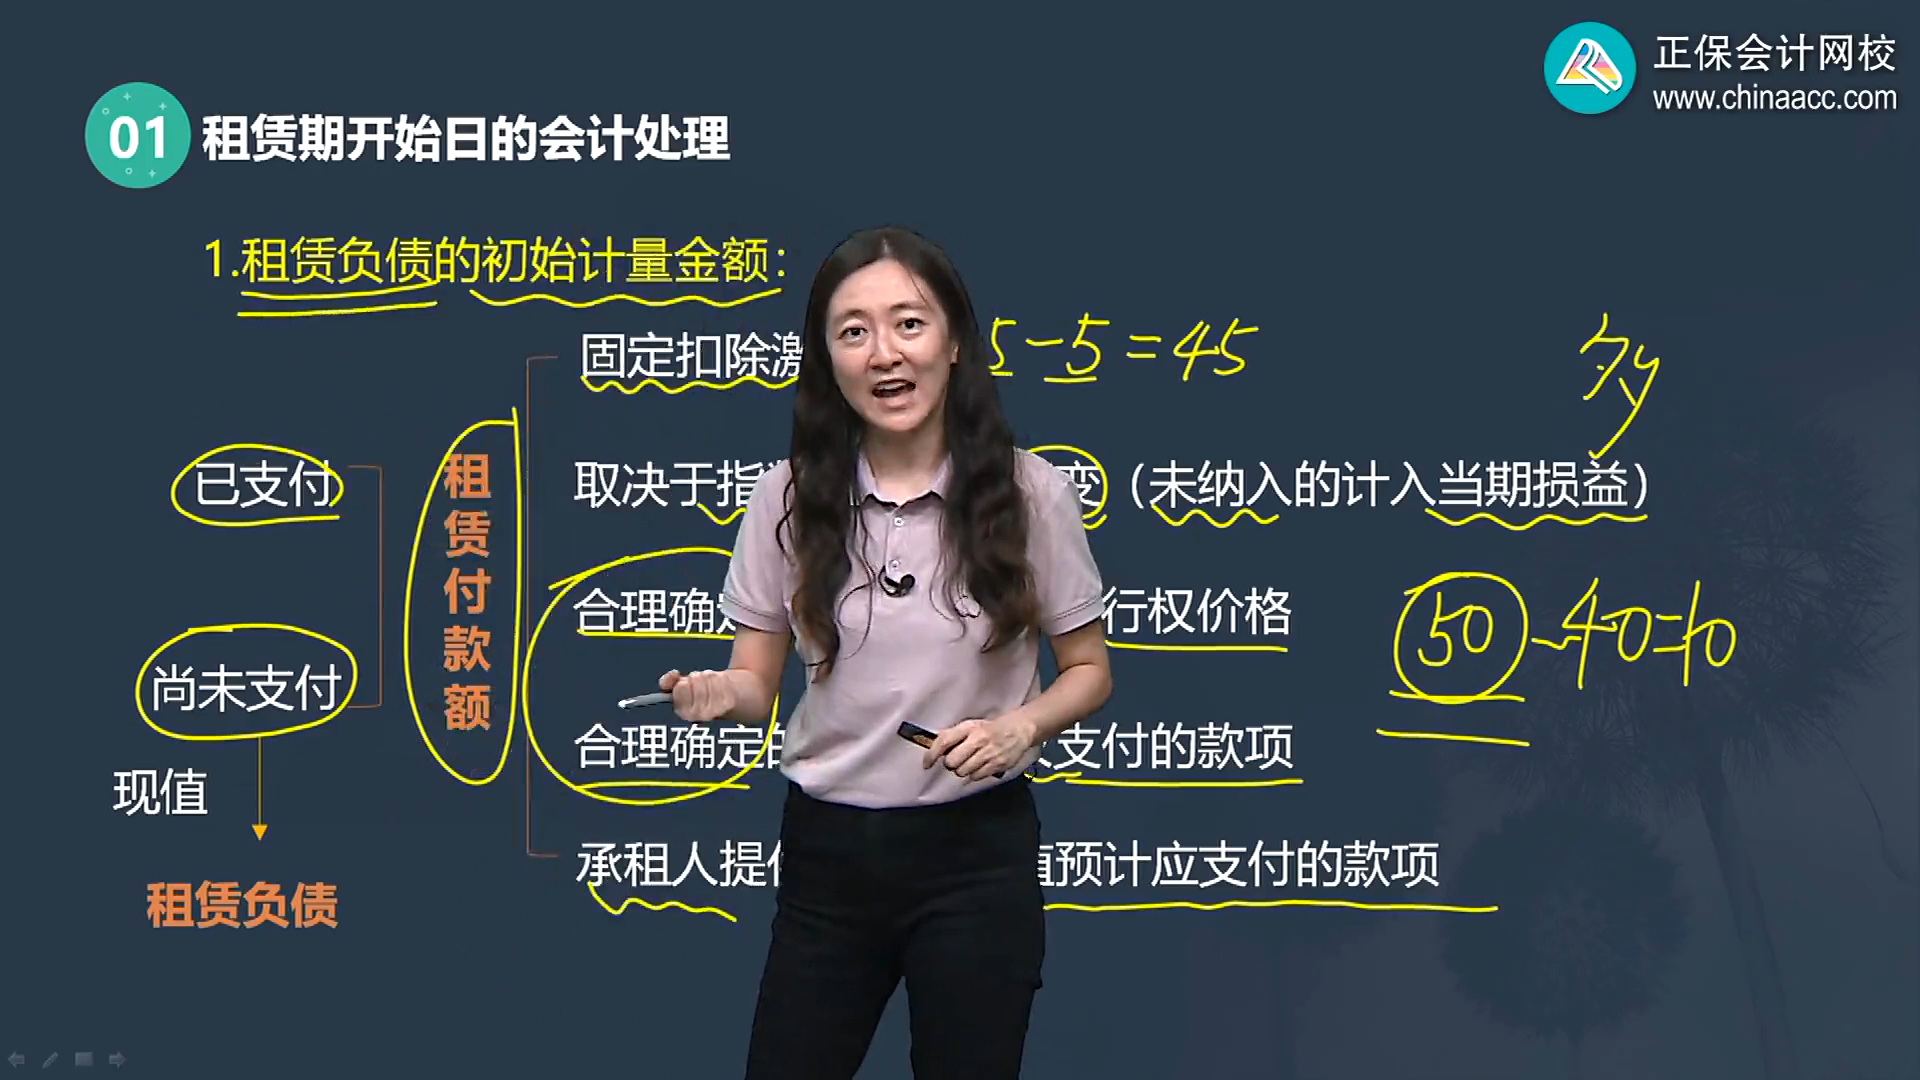 正保会计网校
www.chinaacc.com
01 租赁期开始日的会计处理
1.租赁负债的初始计量金额：
固定扣除激
5-5=45
多
已支付
取决于指
变（未纳入的计入当期损益）
租赁付款额
合理确定
行权价格
50-40=10
尚未支付
合理确定的
支付的款项
现值
承租人提供
值预计应支付的款项
租赁负债